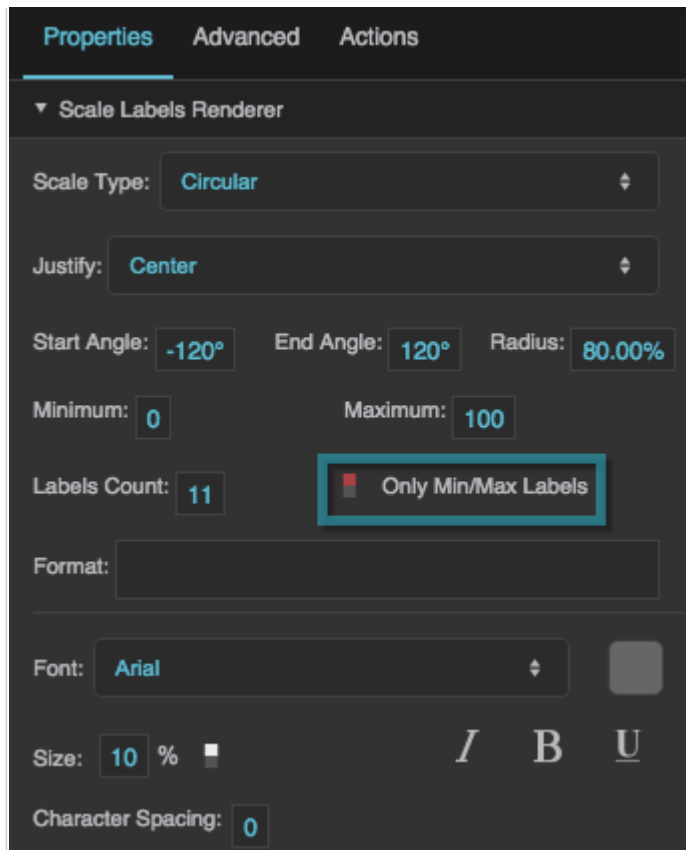 Properties Advanced Actions
Scale Labels Renderer
Scale Type: Circular
Justify: Center
Start Angle: -120° End Angle: 120° Radius: 80.00%
Minimum: 0 Maximum: 100
Labels Count: 11 Only Min/Max Labels
Format:
Font: Arial
Size: 10 % I B U
Character Spacing: 0